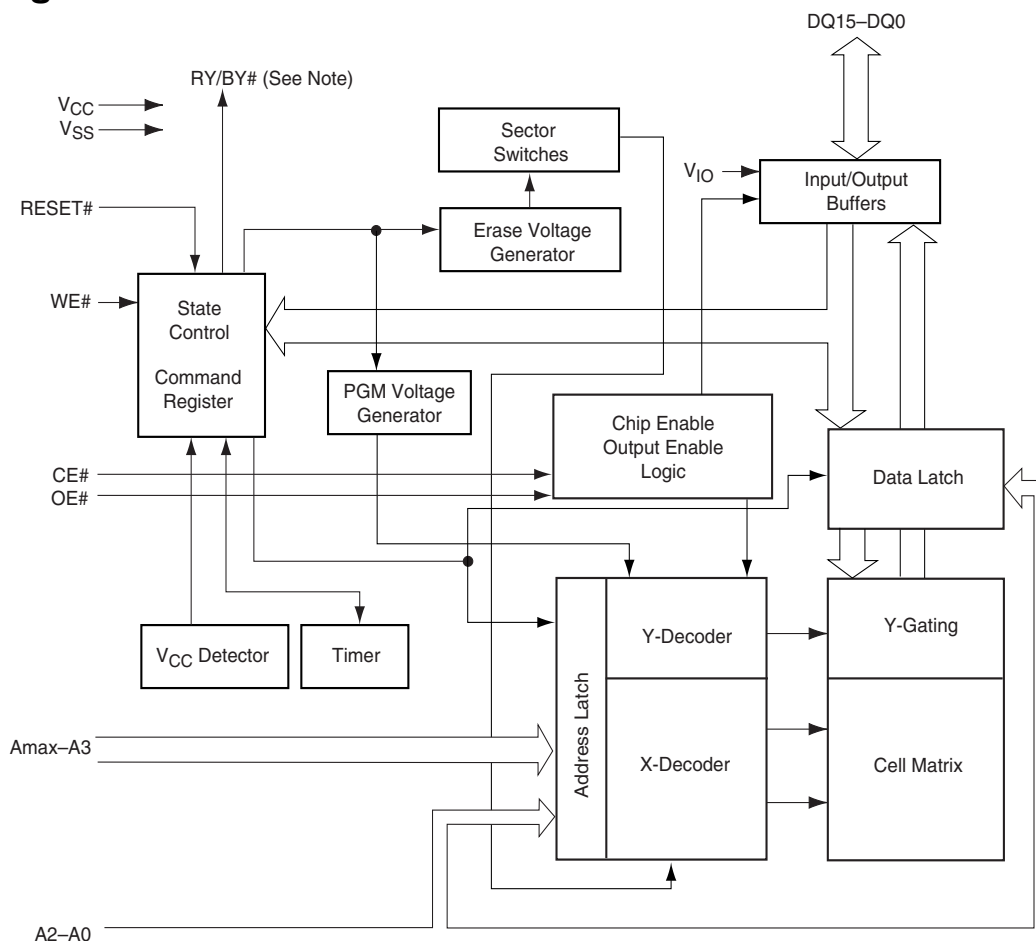 DQ15–DQ0
RY/BY# (See Note)
VCC
VSS
Sector
Switches
VIO
Input/Output
Buffers
RESET#
Erase Voltage
Generator
WE#
State
Control
Command
Register
PGM Voltage
Generator
Chip Enable
Output Enable
Logic
CE#
OE#
Data Latch
Y-Decoder
Y-Gating
VCC Detector
Timer
Address Latch
Amax–A3
X-Decoder
Cell Matrix
A2–A0